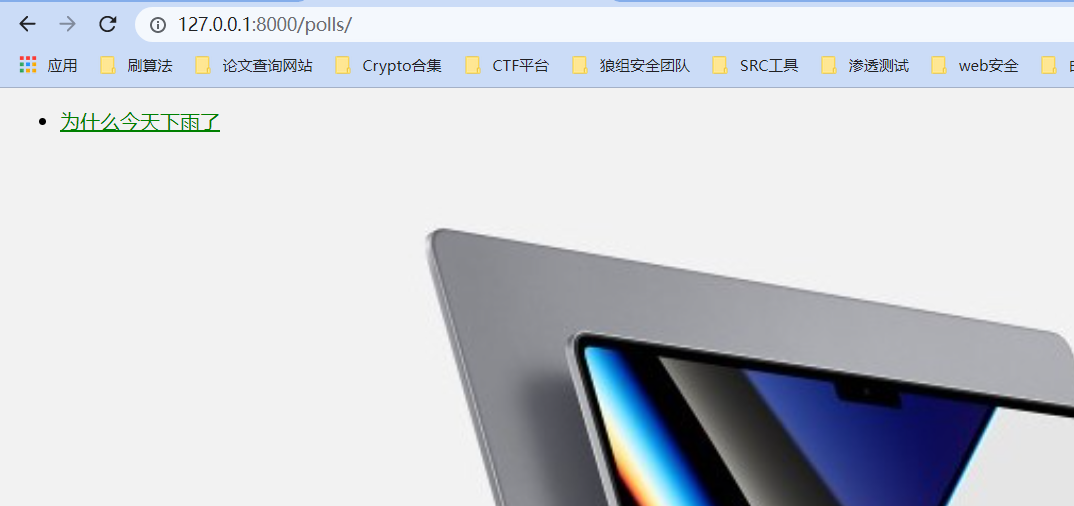 127.0.0.1:8000/polls/
应用 刷算法 论文查询网站 Crypto合集 CTF平台 狼组安全团队 SRC工具 渗透测试 web安全
为什么今天下雨了